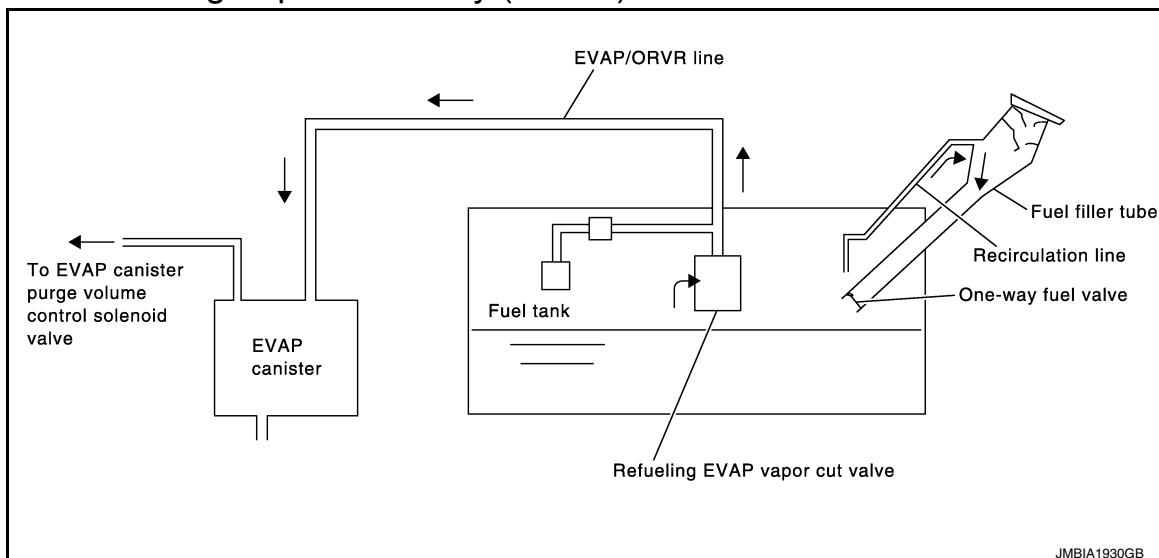 EVAP/ORVR line
Fuel filler tube
Recirculation line
One-way fuel valve
To EVAP canister
purge volume
control solenoid
valve
Fuel tank
EVAP
canister
Refueling EVAP vapor cut valve
JMBIA1930GB